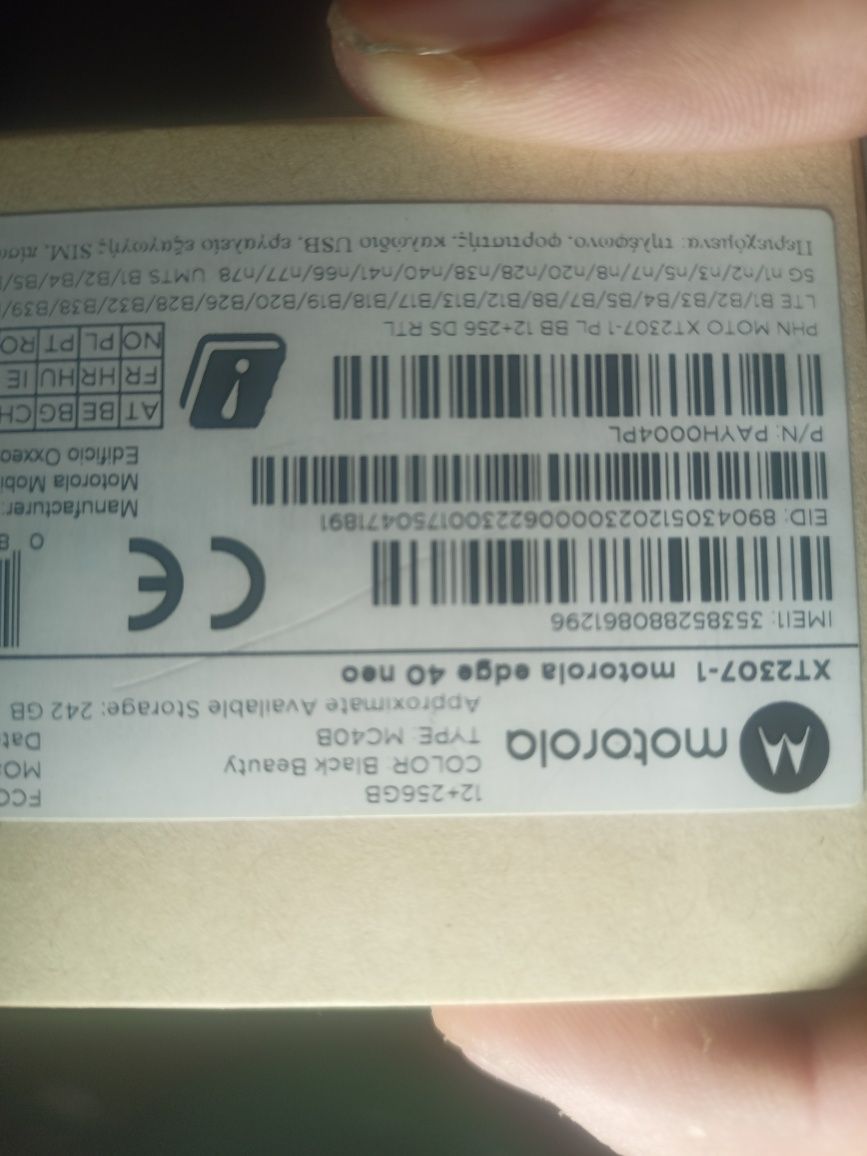 motorola
12+256GB
COLOR: Black Beauty
TYPE: MC40B
Approximate Available Storage: 242 GB
FCC
Date
XT2307-1 motorola edge 40 neo
IMEI1: 353852880861296
EID: 89043051202300006223001750471891
P/N: PAYH0004PL
PHN MOTO XT2307-1 PL BB 12+256 DS RTL
CE
0 8
Manufacturer:
Motorola Mobi
Edificio Oxxeo
AT BE BG CH
FR HR HU IE
NO PL PT RO
LTE B1/B2/B3/B4/B5/B7/B8/B12/B13/B17/B18/B19/B20/B26/B28/B32/B38/B39/
5G n1/n2/n3/n5/n7/n8/n20/n28/n38/n40/n41/n66/n77/n78 UMTS B1/B2/B4/B5/
Περιεχόμενα: τηλέφωνο, φορτιστής, καλώδιο USB, εργαλείο εξαγωγής SIM,